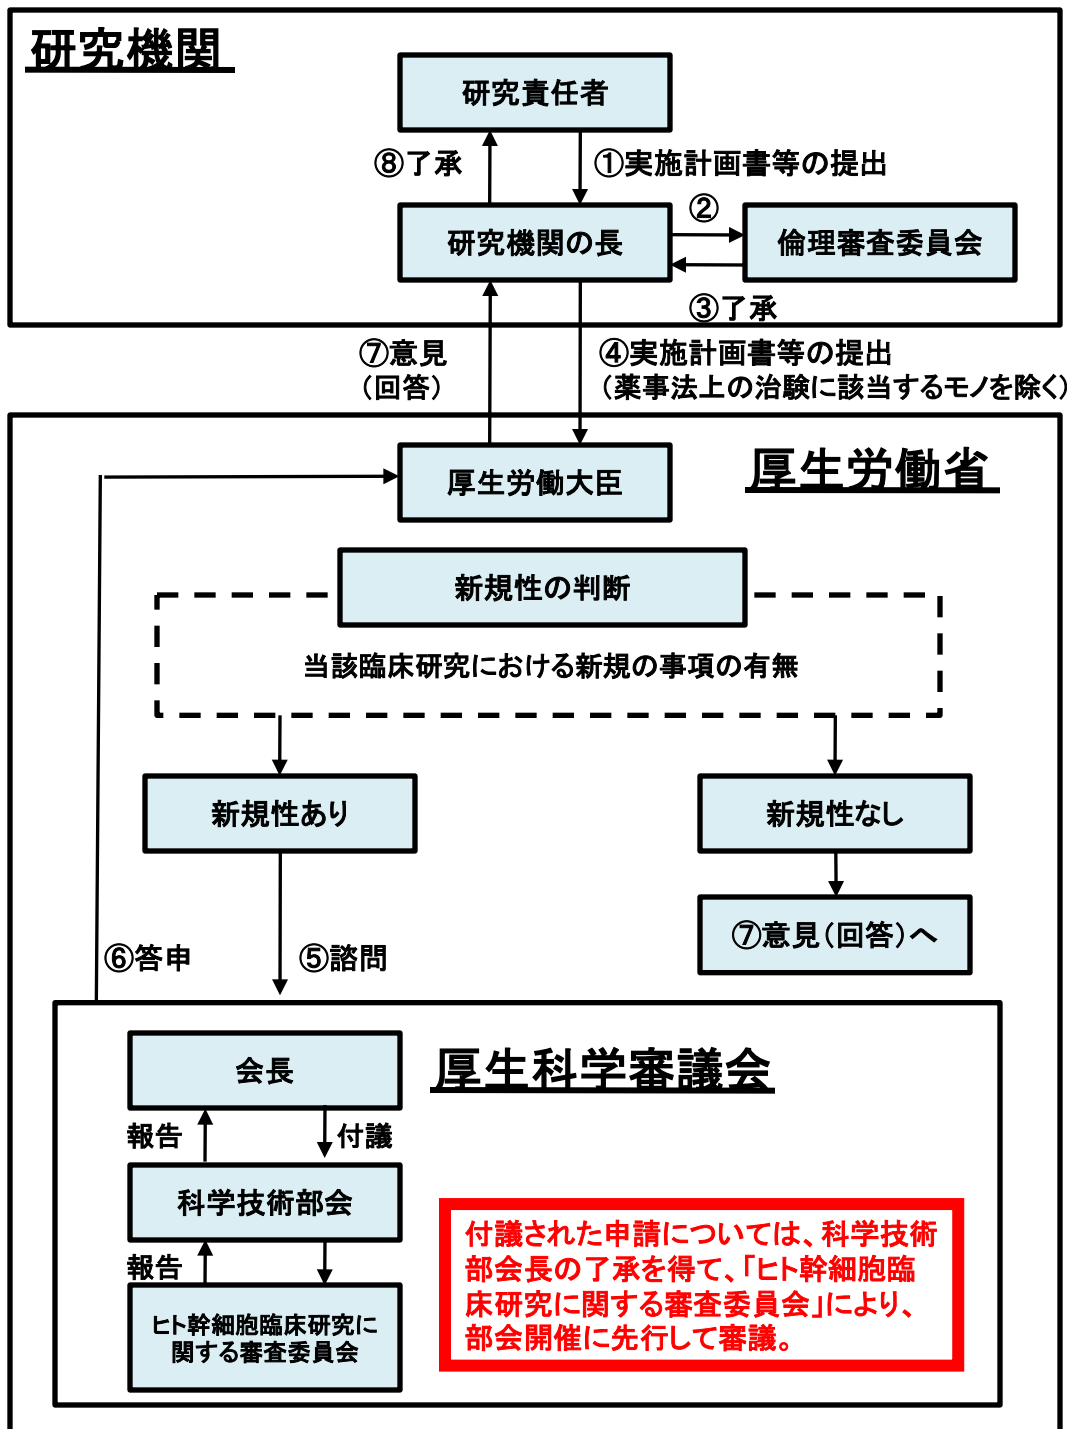 研究機関
研究責任者
⑧了承
①実施計画書等の提出
研究機関の長
②
倫理審査委員会
③了承
⑦意見
（回答）
④実施計画書等の提出
（薬事法上の治験に該当するモノを除く）
厚生労働省
厚生労働大臣
新規性の判断
当該臨床研究における新規の事項の有無
新規性あり
新規性なし
⑦意見（回答）へ
⑥答申
⑤諮問
厚生科学審議会
会長
報告
付議
科学技術部会
報告
ヒト幹細胞臨床研究に
関する審査委員会
付議された申請については、科学技術
部会長の了承を得て、「ヒト幹細胞臨
床研究に関する審査委員会」により、
部会開催に先行して審議。